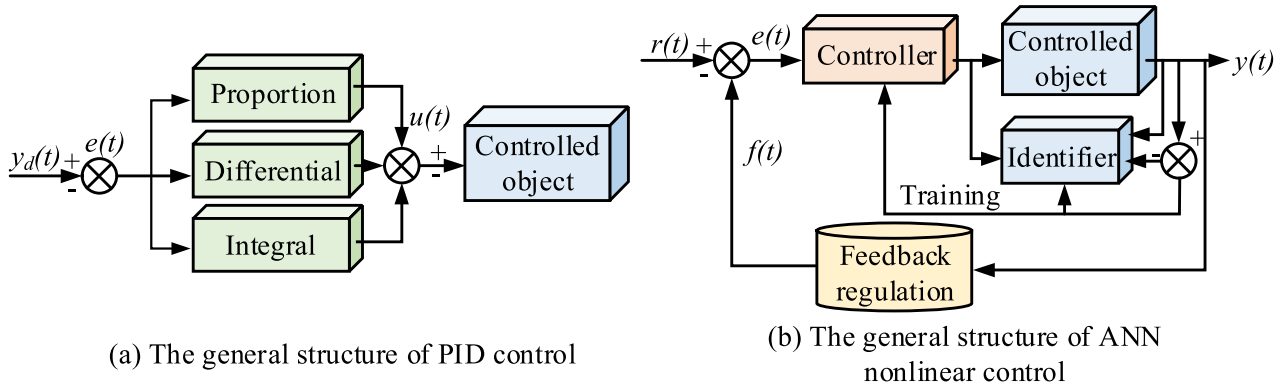 y_d(t)
+
-
e(t)
Proportion
Differential
Integral
u(t)
+
-
Controlled
object
(a) The general structure of PID control
r(t)
+
-
e(t)
Controller
Controlled
object
y(t)
Identifier
+
-
f(t)
Training
Feedback
regulation
(b) The general structure of ANN
nonlinear control